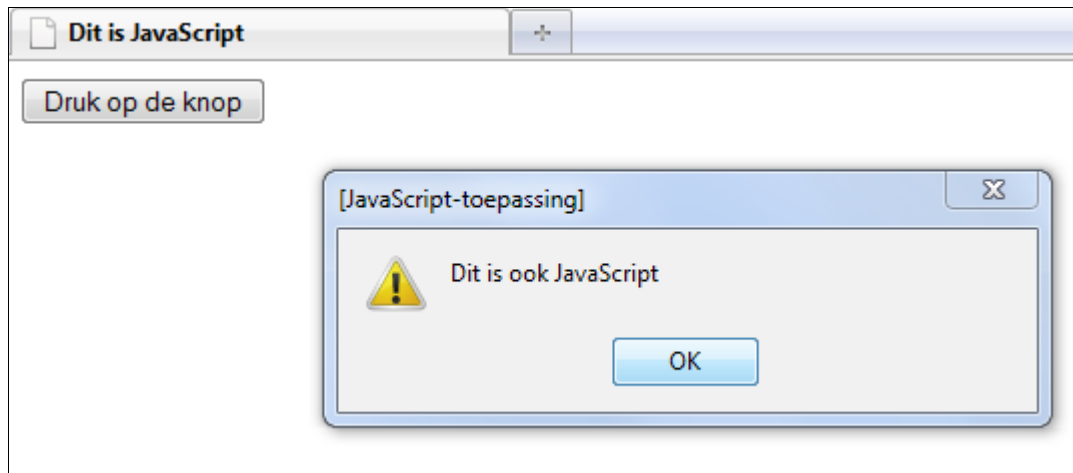 Dit is JavaScript
Druk op de knop
[JavaScript-toepassing]
Dit is ook JavaScript
OK